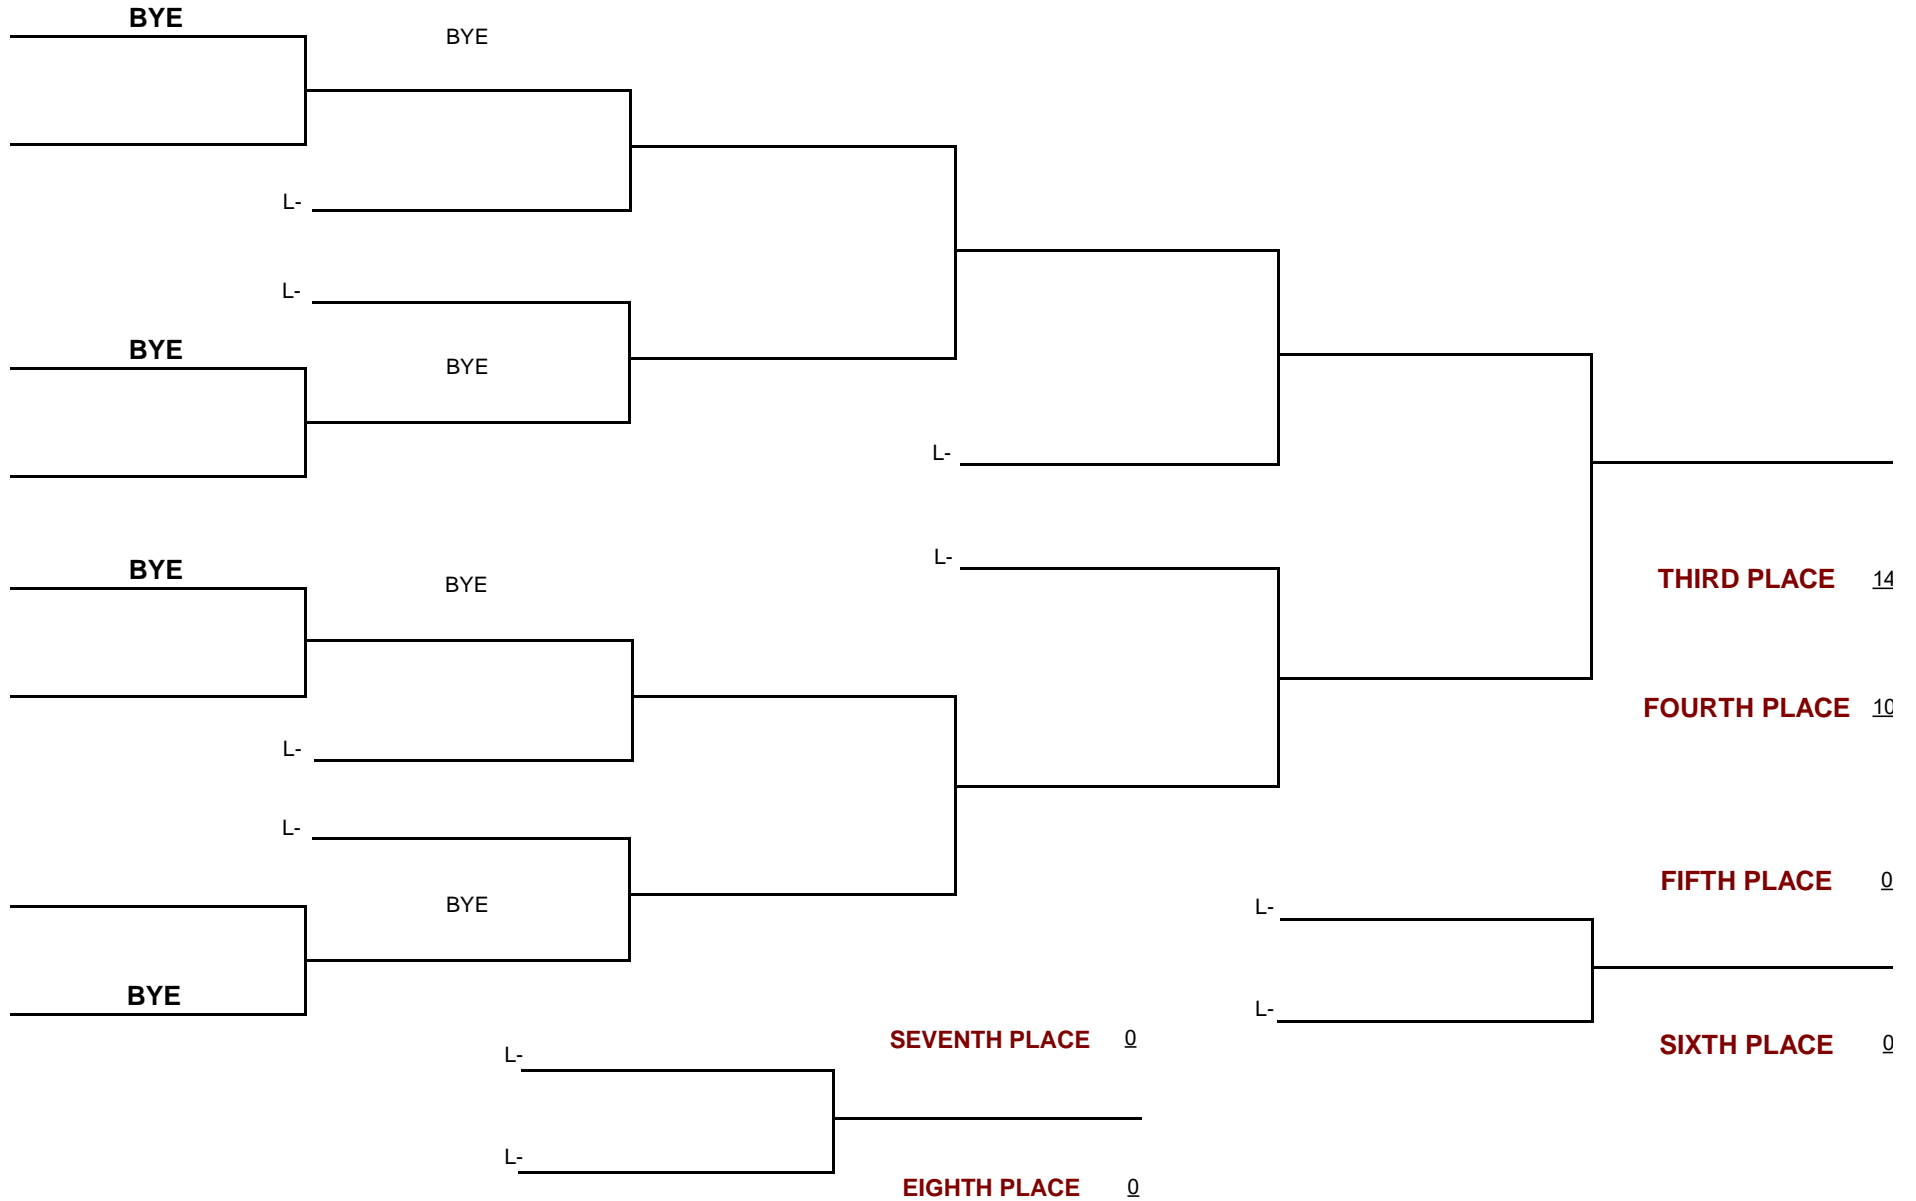 BYE
BYE
L-
L-
BYE
BYE
L-
L-
BYE
BYE
THIRD PLACE 14
FOURTH PLACE 10
L-
L-
BYE
FIFTH PLACE 0
L-
BYE
L-
SEVENTH PLACE 0
SIXTH PLACE 0
L-
L-
EIGHTH PLACE 0